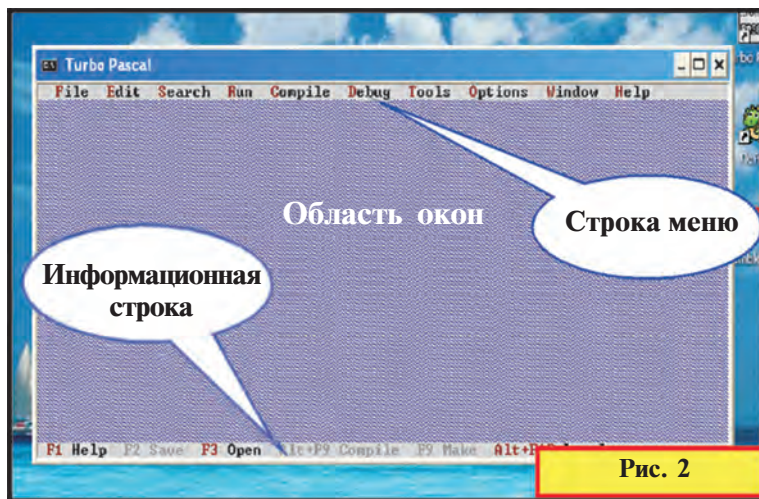 Turbo Pascal
File Edit Search Run Compile Debug Tools Options Window Help
Область окон
Строка меню
Информационная
строка
F1 Help F2 Save F3 Open Alt+F9 Compile F9 Make
Рис. 2